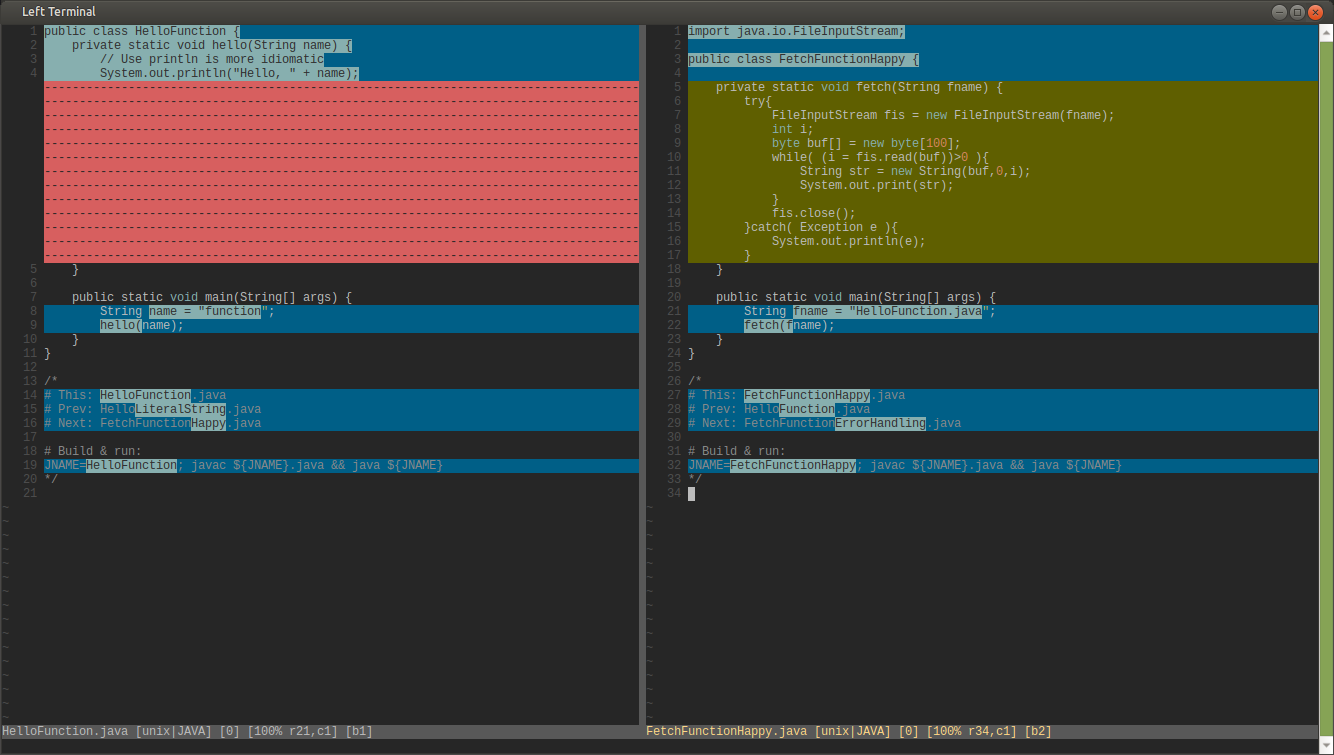 Left Terminal
1 public class HelloFunction {
2     private static void hello(String name) {
3         // Use println is more idiomatic
4         System.out.println("Hello, " + name);
5     }
6
7     public static void main(String[] args) {
8         String name = "function";
9         hello(name);
10     }
11 }
12
13 /*
14 # This: HelloFunction.java
15 # Prev: HelloLiteralString.java
16 # Next: FetchFunctionHappy.java
17
18 # Build & run:
19 JNAME=HelloFunction; javac ${JNAME}.java && java ${JNAME}
20 */
21
HelloFunction.java [unix|JAVA] [0] [100% r21,c1] [b1]
1 import java.io.FileInputStream;
2
3 public class FetchFunctionHappy {
4
5     private static void fetch(String fname) {
6         try{
7             FileInputStream fis = new FileInputStream(fname);
8             int i;
9             byte buf[] = new byte[100];
10             while( (i = fis.read(buf))>0 ){
11                 String str = new String(buf,0,i);
12                 System.out.print(str);
13             }
14             fis.close();
15         }catch( Exception e ){
16             System.out.println(e);
17         }
18     }
19
20     public static void main(String[] args) {
21         String fname = "HelloFunction.java";
22         fetch(fname);
23     }
24 }
25
26 /*
27 # This: FetchFunctionHappy.java
28 # Prev: HelloFunction.java
29 # Next: FetchFunctionErrorHandling.java
30
31 # Build & run:
32 JNAME=FetchFunctionHappy; javac ${JNAME}.java && java ${JNAME}
33 */
34
FetchFunctionHappy.java [unix|JAVA] [0] [100% r34,c1] [b2]